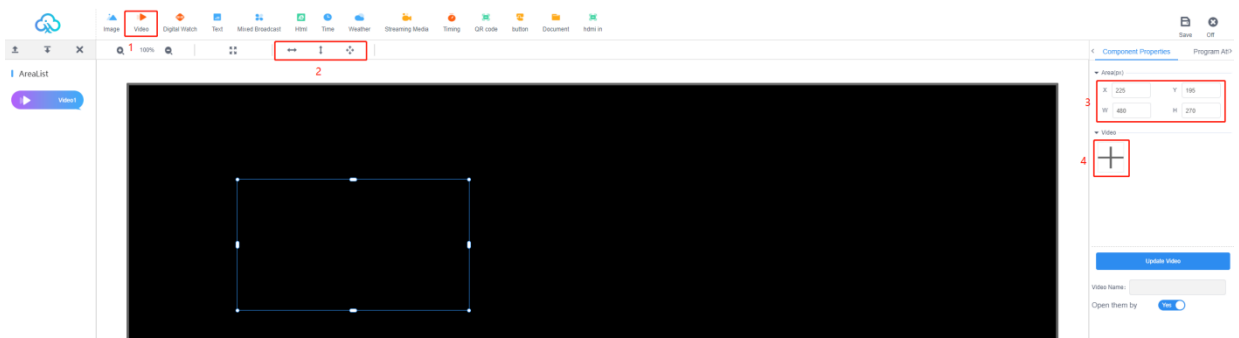 Image Video Digital Watch Text Mixed Broadcast Html Time Weather Streaming Media Timing QR code button Document hdmi in
Save Off
1 100%
2
Component Properties Program Att
AreaList
Area(px)
Video1
3
X 225 Y 195
W 480 H 270
Video
4
Update Video
Video Name:
Open them by Yes